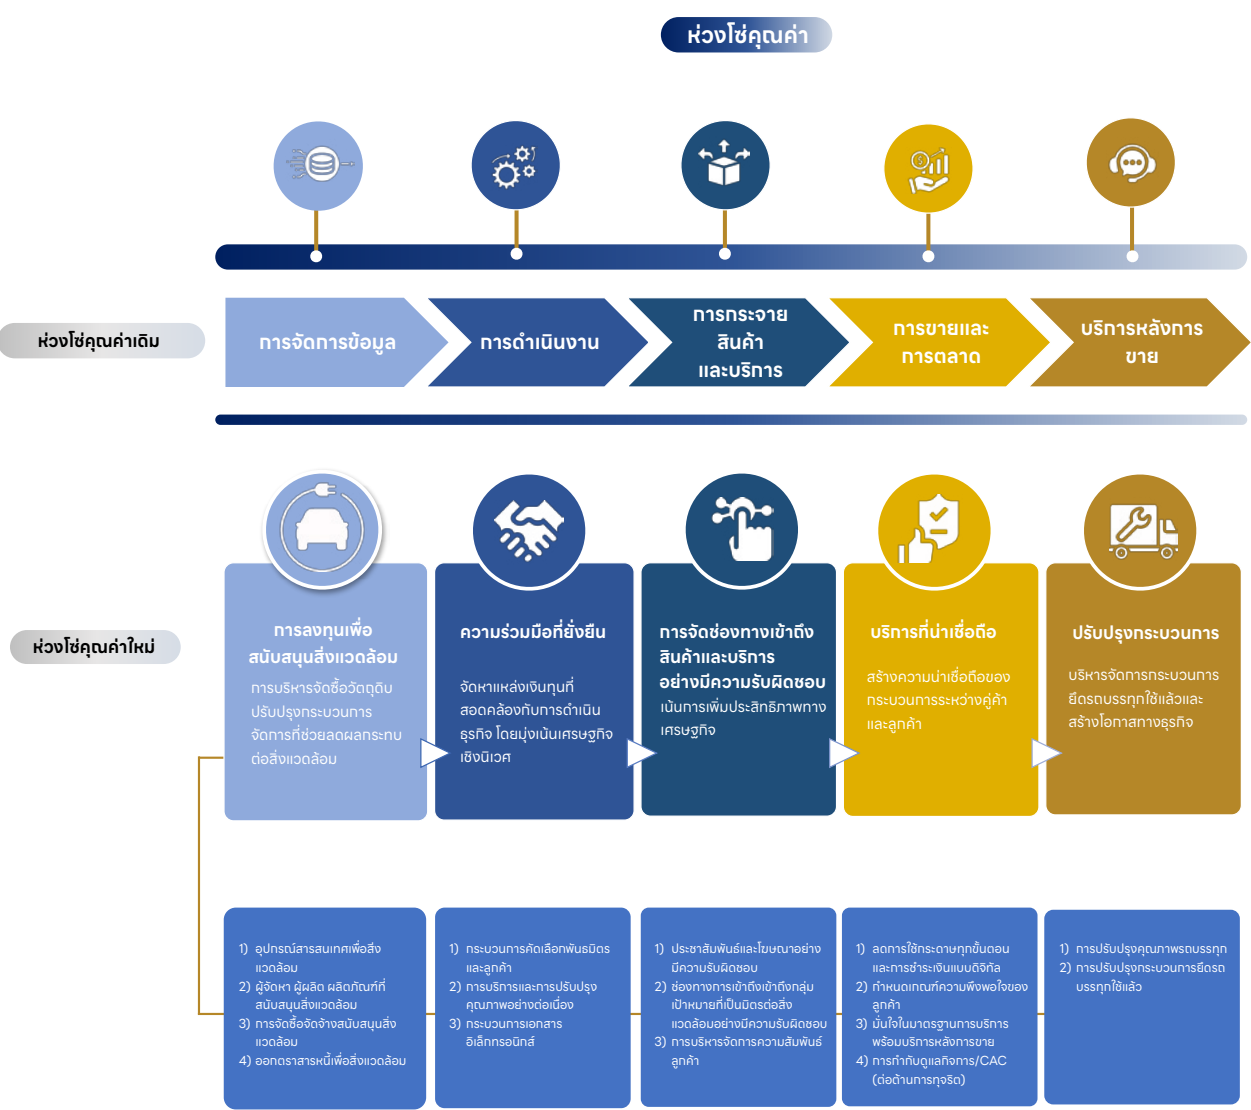 ห่วงโซ่คุณค่า
ห่วงโซ่คุณค่าเดิม
การจัดการข้อมูล
การดำเนินงาน
การกระจาย
สินค้า
และบริการ
การขายและ
การตลาด
บริการหลังการ
ขาย
ห่วงโซ่คุณค่าใหม่
การลงทุนเพื่อ
สนับสนุนสิ่งแวดล้อม
การบริหารจัดซื้อวัตถุดิบ
ปรับปรุงกระบวนการ
จัดการที่ช่วยลดผลกระทบ
ต่อสิ่งแวดล้อม
ความร่วมมือที่ยั่งยืน
จัดหาแหล่งเงินทุนที่
สอดคล้องกับการดำเนิน
ธุรกิจ โดยมุ่งเน้นเศรษฐกิจ
เชิงนิเวศ
การจัดช่องทางเข้าถึง
สินค้าและบริการ
อย่างมีความรับผิดชอบ
เน้นการเพิ่มประสิทธิภาพทาง
เศรษฐกิจ
บริการที่น่าเชื่อถือ
สร้างความน่าเชื่อถือของ
กระบวนการระหว่างคู่ค้า
และลูกค้า
ปรับปรุงกระบวนการ
บริหารจัดการกระบวนการ
ยึดรถบรรทุกใช้แล้วและ
สร้างโอกาสทางธุรกิจ
1) อุปกรณ์สารสนเทศเพื่อสิ่ง
แวดล้อม
2) ผู้จัดหา ผู้ผลิต ผลิตภัณฑ์ที่
สนับสนุนสิ่งแวดล้อม
3) การจัดซื้อจัดจ้างสนับสนุนสิ่ง
แวดล้อม
4) ออกตราสารหนี้เพื่อสิ่งแวดล้อม
1) กระบวนการคัดเลือกพันธมิตร
และลูกค้า
2) การบริการและการปรับปรุง
คุณภาพอย่างต่อเนื่อง
3) กระบวนการเอกสาร
อิเล็กทรอนิกส์
1) ประชาสัมพันธ์และโฆษณาอย่าง
มีความรับผิดชอบ
2) ช่องทางการเข้าถึงเข้าถึงกลุ่ม
เป้าหมายที่เป็นมิตรต่อสิ่ง
แวดล้อมอย่างมีความรับผิดชอบ
3) การบริหารจัดการความสัมพันธ์
ลูกค้า
1) ลดการใช้กระดาษทุกขั้นตอน
และการชำระเงินแบบดิจิทัล
2) กำหนดเกณฑ์ความพึงพอใจของ
ลูกค้า
3) มั่นใจในมาตรฐานการบริการ
พร้อมบริการหลังการขาย
4) การกำกับดูแลกิจการ/CAC
(ต่อต้านการทุจริต)
1) การปรับปรุงคุณภาพรถบรรทุก
2) การปรับปรุงกระบวนการยึดรถ
บรรทุกใช้แล้ว